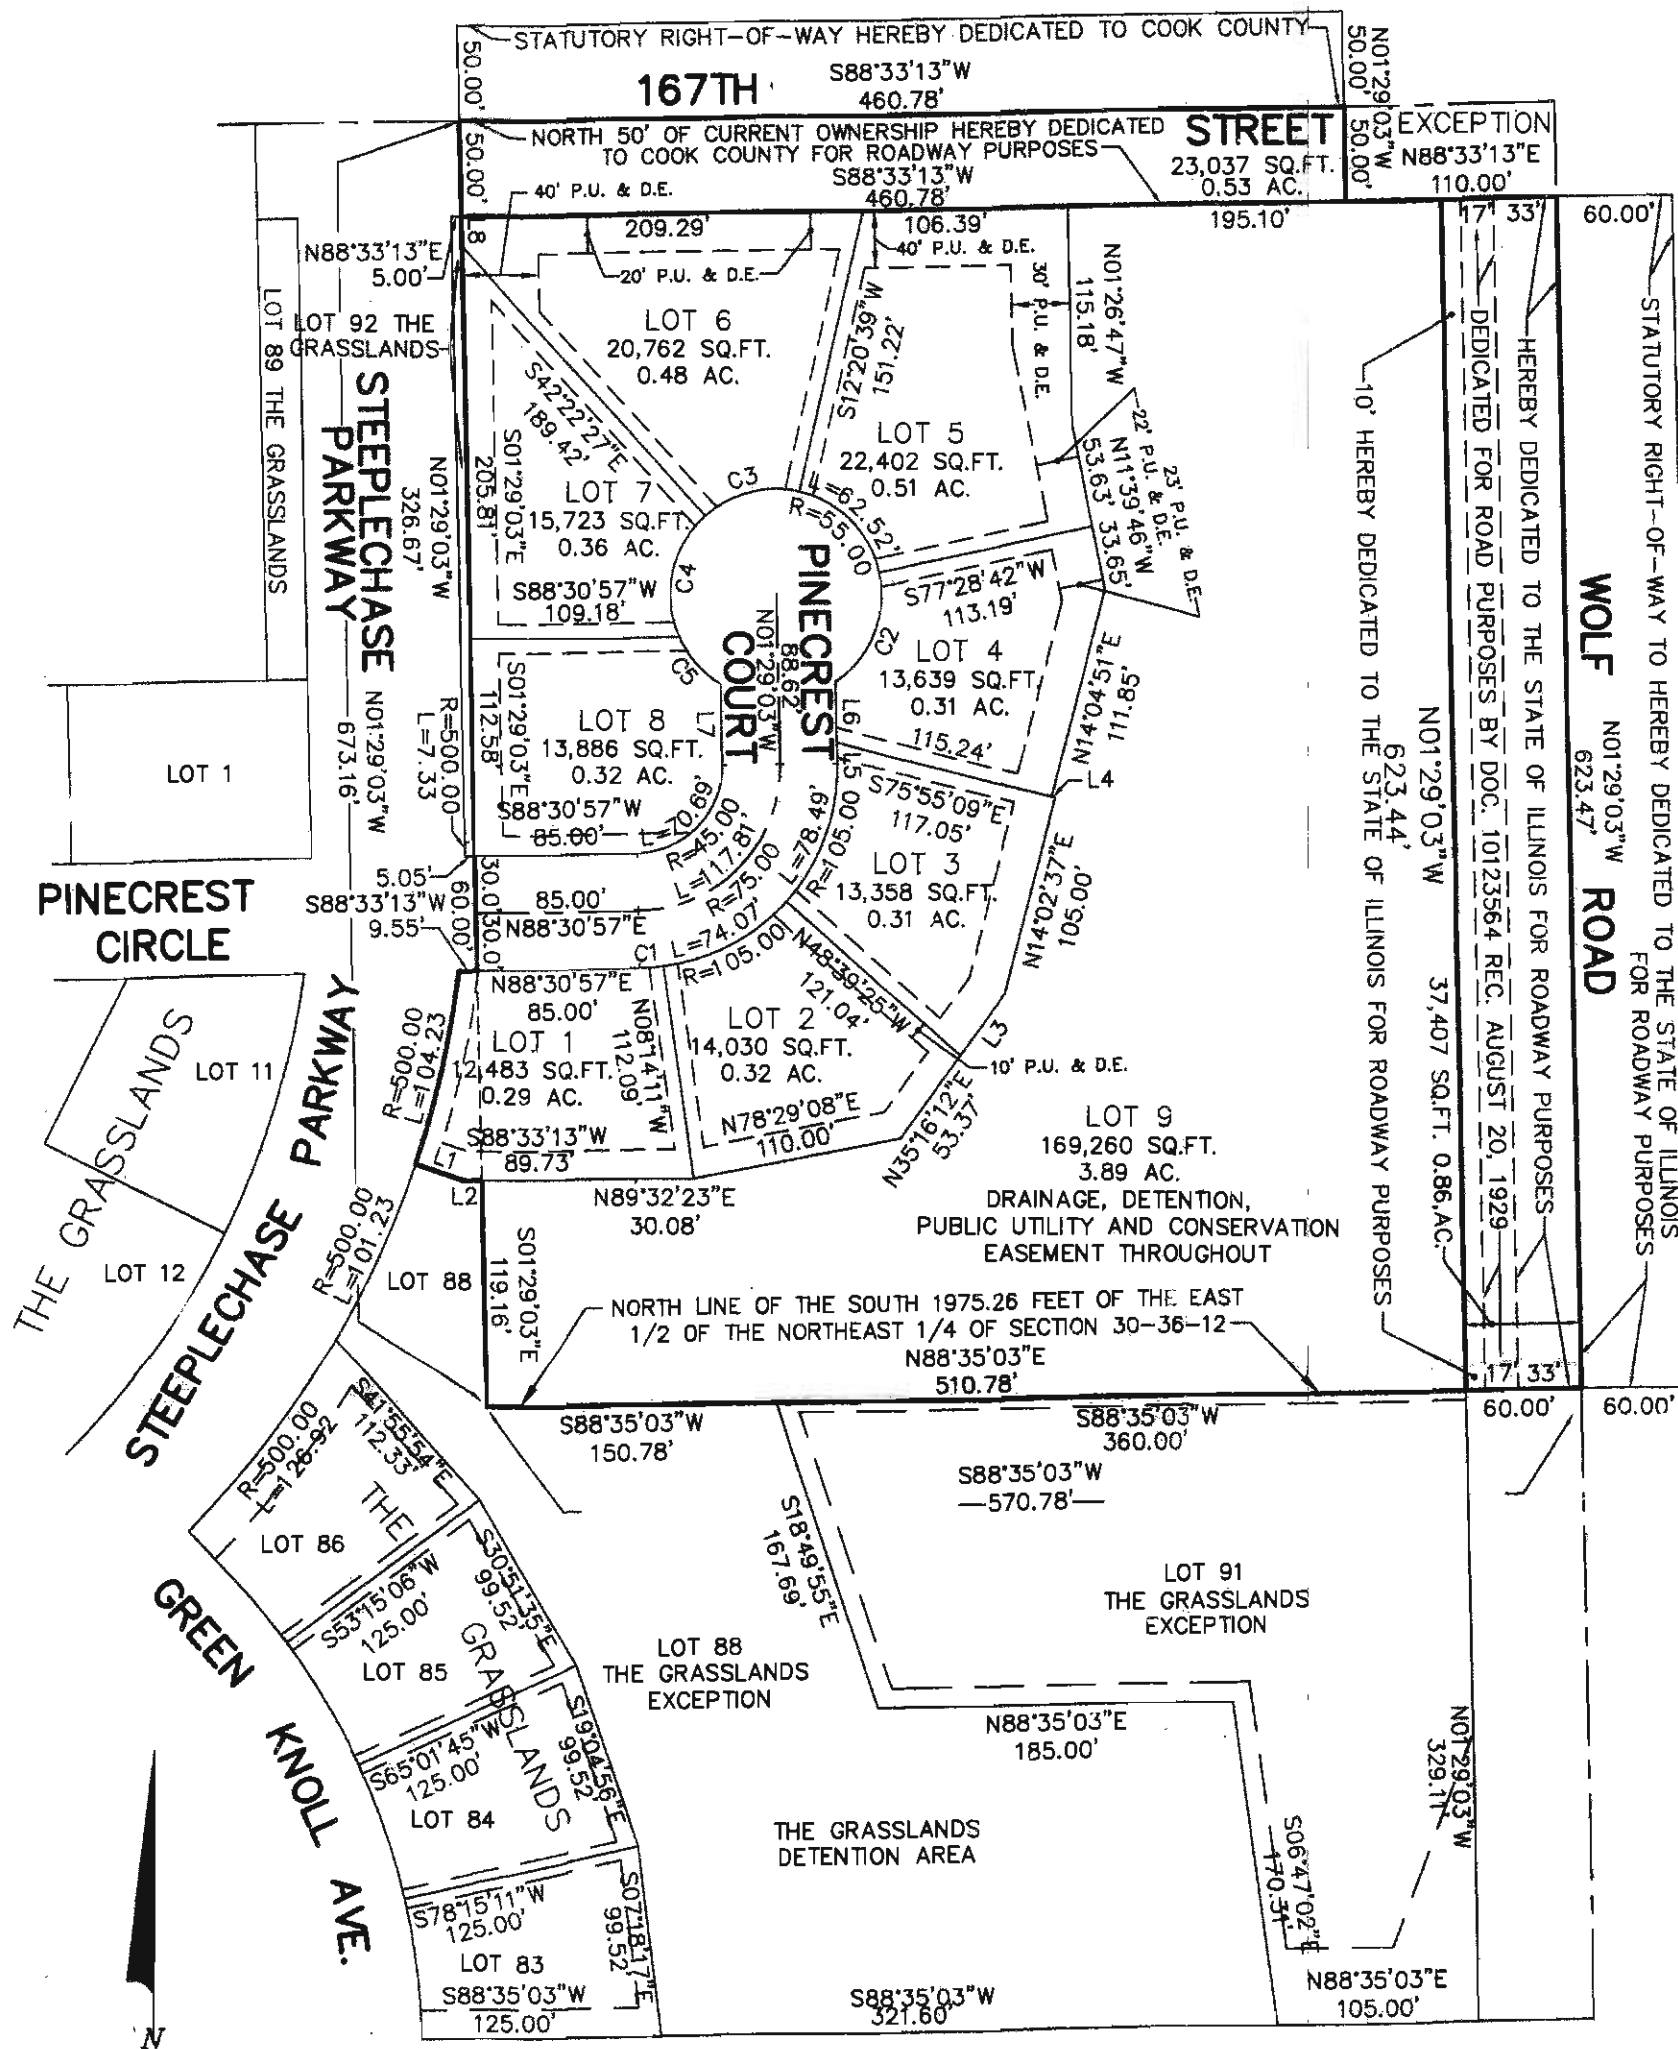 STATUTORY RIGHT-OF-WAY HEREBY DEDICATED TO COOK COUNTY
50.00'
167TH
S88°33'13"W
460.78'
N01°29'03"W
50.00'
50.00'
NORTH 50' OF CURRENT OWNERSHIP HEREBY DEDICATED
TO COOK COUNTY FOR ROADWAY PURPOSES
STREET
23,037 SQ.FT.
0.53 AC.
50.00'
EXCEPTION
N88°33'13"E
110.00'
S88°33'13"W
460.78'
40' P.U. & D.E.
L8
209.29'
106.39'
195.10'
17'
33'
60.00'
20' P.U. & D.E.
40' P.U. & D.E.
30' P.U. & D.E.
N01°26'47"W
115.18'
N88°33'13"E
5.00'
LOT 92 THE
GRASSLANDS
LOT 89 THE GRASSLANDS
STEEPLECHASE
PARKWAY
N01°29'03"W
326.67'
LOT 6
20,762 SQ.FT.
0.48 AC.
S42°22'27"E
189.42'
S12°20'39"W
151.22'
LOT 5
22,402 SQ.FT.
0.51 AC.
22' P.U. & D.E.
N11°39'46"W
53.63'
33.65'
23' P.U. & D.E.
S01°29'03"E
205.81'
LOT 7
15,723 SQ.FT.
0.36 AC.
S88°30'57"W
109.18'
C3
C4
C5
C2
L=62.52'
R=55.00
PINECREST
COURT
N01°29'03"W
88.62'
S77°28'42"W
113.19'
LOT 4
13,639 SQ.FT.
0.31 AC.
115.24'
N14°04'51"E
111.85'
L4
L5
L6
L7
S01°29'03"E
112.58'
LOT 8
13,886 SQ.FT.
0.32 AC.
S88°30'57"W
85.00'
L=70.69'
R=45.00
L=117.81'
R=75.00
L=78.49'
R=105.00
S75°55'09"E
117.05'
LOT 3
13,358 SQ.FT.
0.31 AC.
N14°02'37"E
105.00'
R=500.00
L=7.33
N01°29'03"W
673.16'
LOT 1
PINECREST
CIRCLE
5.05'
S88°33'13"W
9.55'
60.00'
30.0'
30.0'
85.00'
N88°30'57"E
C1
L=74.07'
R=105.00
N48°39'25"W
121.04'
N88°30'57"E
85.00'
LOT 1
12,483 SQ.FT.
0.29 AC.
S88°33'13"W
89.73'
N08°14'11"W
112.09'
LOT 2
14,030 SQ.FT.
0.32 AC.
N78°29'08"E
110.00'
L3
10' P.U. & D.E.
N35°16'12"E
53.37'
R=500.00
L=104.23
L1
L2
N89°32'23"E
30.08'
LOT 9
169,260 SQ.FT.
3.89 AC.
DRAINAGE, DETENTION,
PUBLIC UTILITY AND CONSERVATION
EASEMENT THROUGHOUT
10' HEREBY DEDICATED TO THE STATE OF ILLINOIS FOR ROADWAY PURPOSES
N01°29'03"W
623.44'
37,407 SQ.FT. 0.86 AC.
DEDICATED FOR ROAD PURPOSES BY DOC. 10123564 REC. AUGUST 20, 1929
HEREBY DEDICATED TO THE STATE OF ILLINOIS FOR ROADWAY PURPOSES
WOLF ROAD
N01°29'03"W
623.47'
STATUTORY RIGHT-OF-WAY TO HEREBY DEDICATED TO THE STATE OF ILLINOIS
FOR ROADWAY PURPOSES
LOT 11
LOT 12
THE GRASSLANDS
STEEPLECHASE PARKWAY
R=500.00
L=101.23
LOT 88
S01°29'03"E
119.16'
NORTH LINE OF THE SOUTH 1975.26 FEET OF THE EAST
1/2 OF THE NORTHEAST 1/4 OF SECTION 30-36-12
N88°35'03"E
510.78'
17'
33'
60.00'
60.00'
S88°35'03"W
150.78'
S88°35'03"W
360.00'
S88°35'03"W
570.78'
R=500.00
L=126.92
S41°55'54"E
112.33'
LOT 86
THE GRASSLANDS
S53°15'06"W
125.00'
S30°51'35"E
99.52'
LOT 85
S65°01'45"W
125.00'
S19°04'56"E
99.52'
LOT 84
S78°15'11"W
125.00'
S07°18'17"E
99.52'
LOT 83
S88°35'03"W
125.00'
GREEN KNOLL AVE.
S18°49'55"E
167.69'
LOT 88
THE GRASSLANDS
EXCEPTION
LOT 91
THE GRASSLANDS
EXCEPTION
N88°35'03"E
185.00'
THE GRASSLANDS
DETENTION AREA
S06°47'02"E
170.31'
N01°29'03"W
329.11'
N88°35'03"E
105.00'
S88°35'03"W
321.60'
N